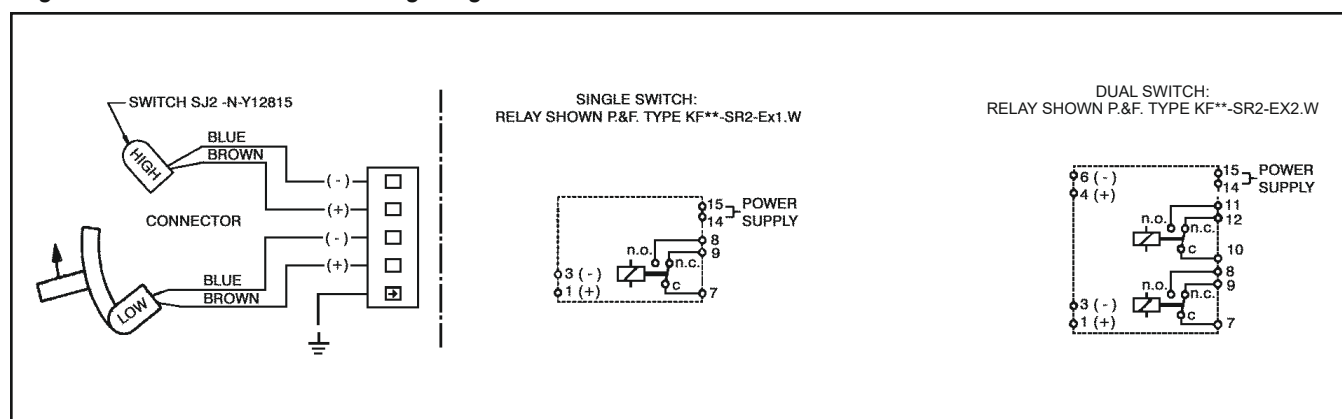 SWITCH SJ2 -N-Y12815
HIGH
BLUE
BROWN
(-)
(+)
CONNECTOR
(-)
(+)
BLUE
BROWN
LOW
SINGLE SWITCH:
RELAY SHOWN P.&F. TYPE KF**-SR2-Ex1.W
15
14
POWER
SUPPLY
n.o.
8
9
n.c.
3 (-)
1 (+)
c
7
DUAL SWITCH:
RELAY SHOWN P.&F. TYPE KF**-SR2-EX2.W
6 (-)
4 (+)
15
14
POWER
SUPPLY
11
12
n.o.
n.c.
c
10
8
9
n.o.
n.c.
3 (-)
1 (+)
c
7